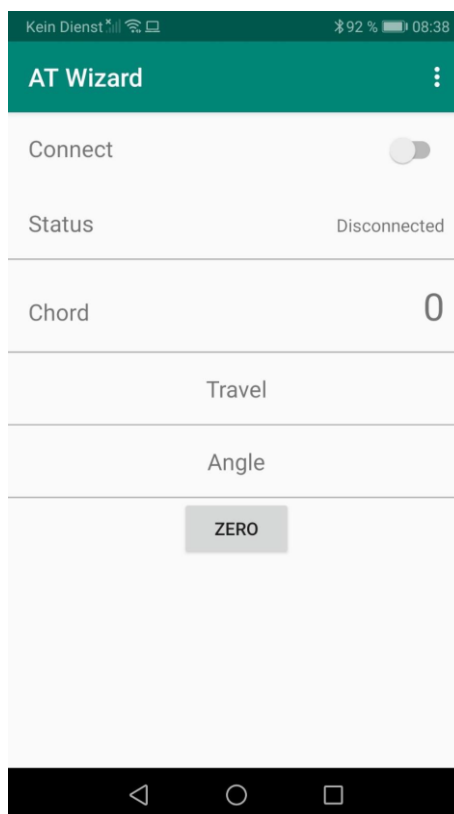 Kein Dienst 92 % 08:38
AT Wizard
Connect
Status Disconnected
Chord 0
Travel
Angle
ZERO